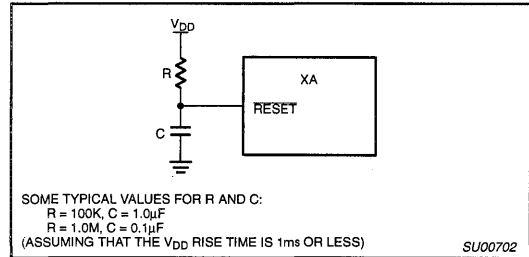 VDD
R
XA
RESET
C
SOME TYPICAL VALUES FOR R AND C:
R = 100K, C = 1.0µF
R = 1.0M, C = 0.1µF
(ASSUMING THAT THE VDD RISE TIME IS 1ms OR LESS)
SU00702